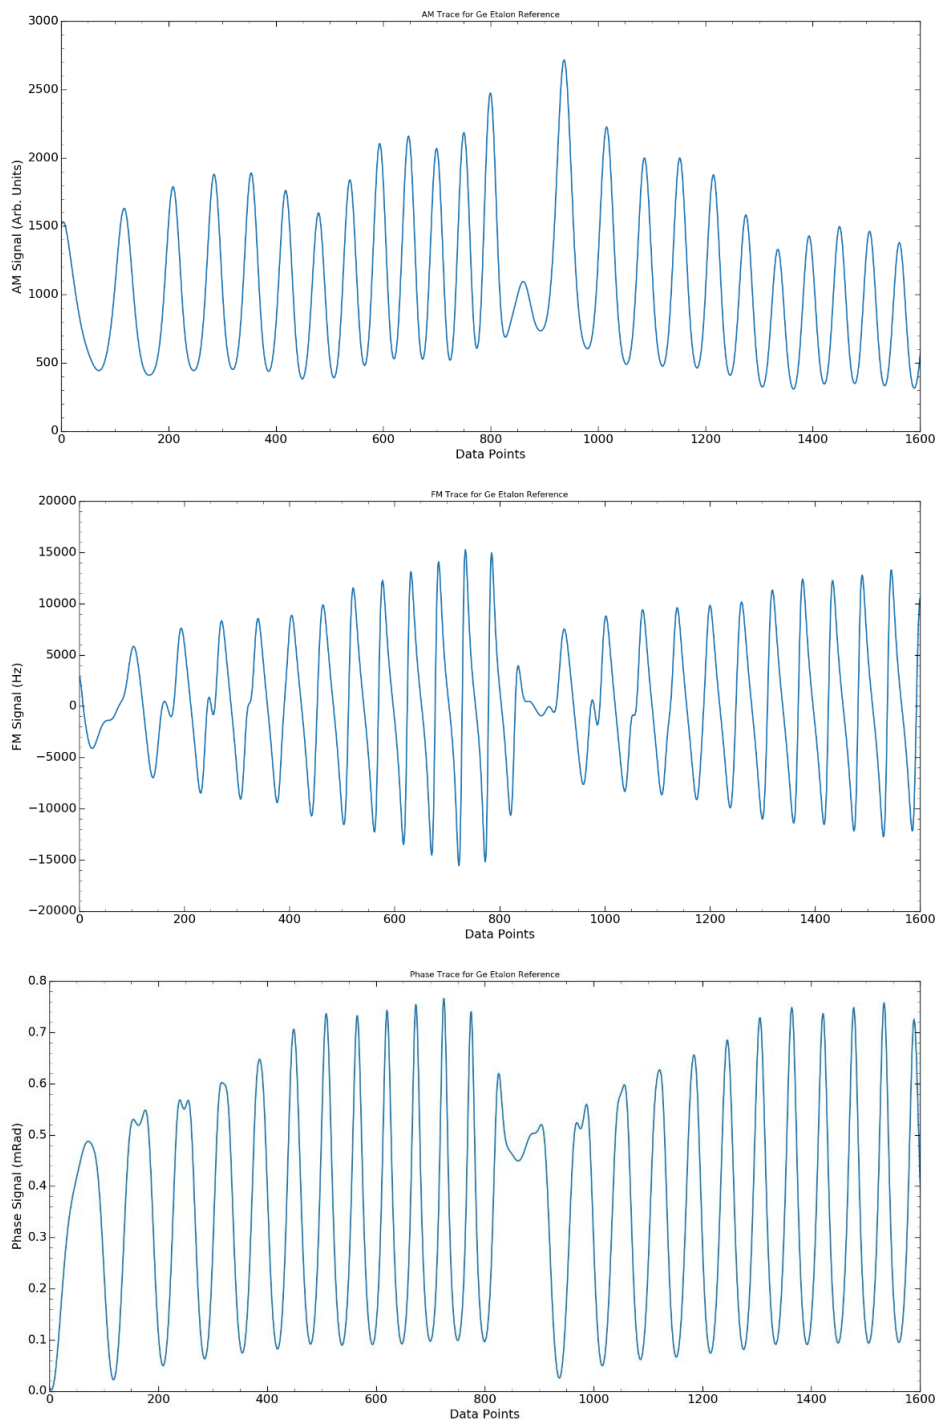 AM Trace for Ge Etalon Reference
3000
2500
2000
1500
1000
500
0
AM Signal (Arb. Units)
0 200 400 600 800 1000 1200 1400 1600
Data Points
FM Trace for Ge Etalon Reference
20000
15000
10000
5000
0
−5000
−10000
−15000
−20000
FM Signal (Hz)
0 200 400 600 800 1000 1200 1400 1600
Data Points
Phase Trace for Ge Etalon Reference
0.8
0.7
0.6
0.5
0.4
0.3
0.2
0.1
0.0
Phase Signal (mRad)
0 200 400 600 800 1000 1200 1400 1600
Data Points